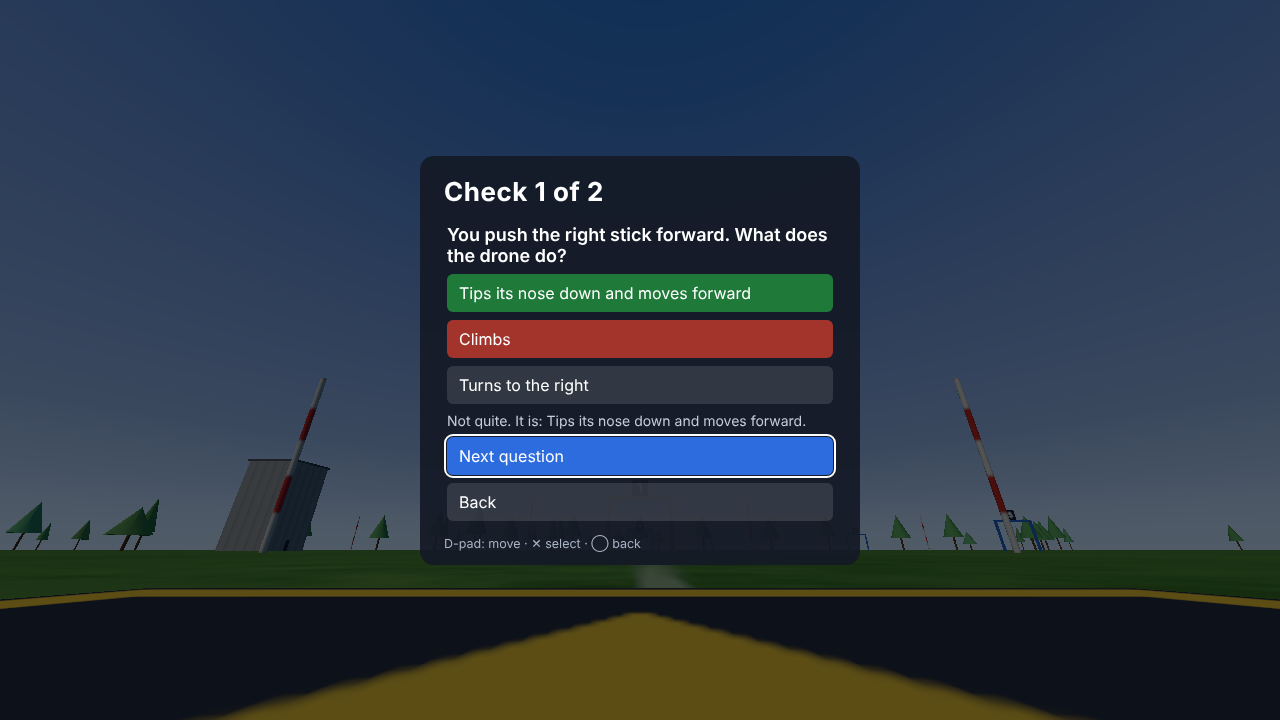 Check 1 of 2
You push the right stick forward. What does
the drone do?
Tips its nose down and moves forward
Climbs
Turns to the right
Not quite. It is: Tips its nose down and moves forward.
Next question
Back
D-pad: move · ✕ select · ◯ back